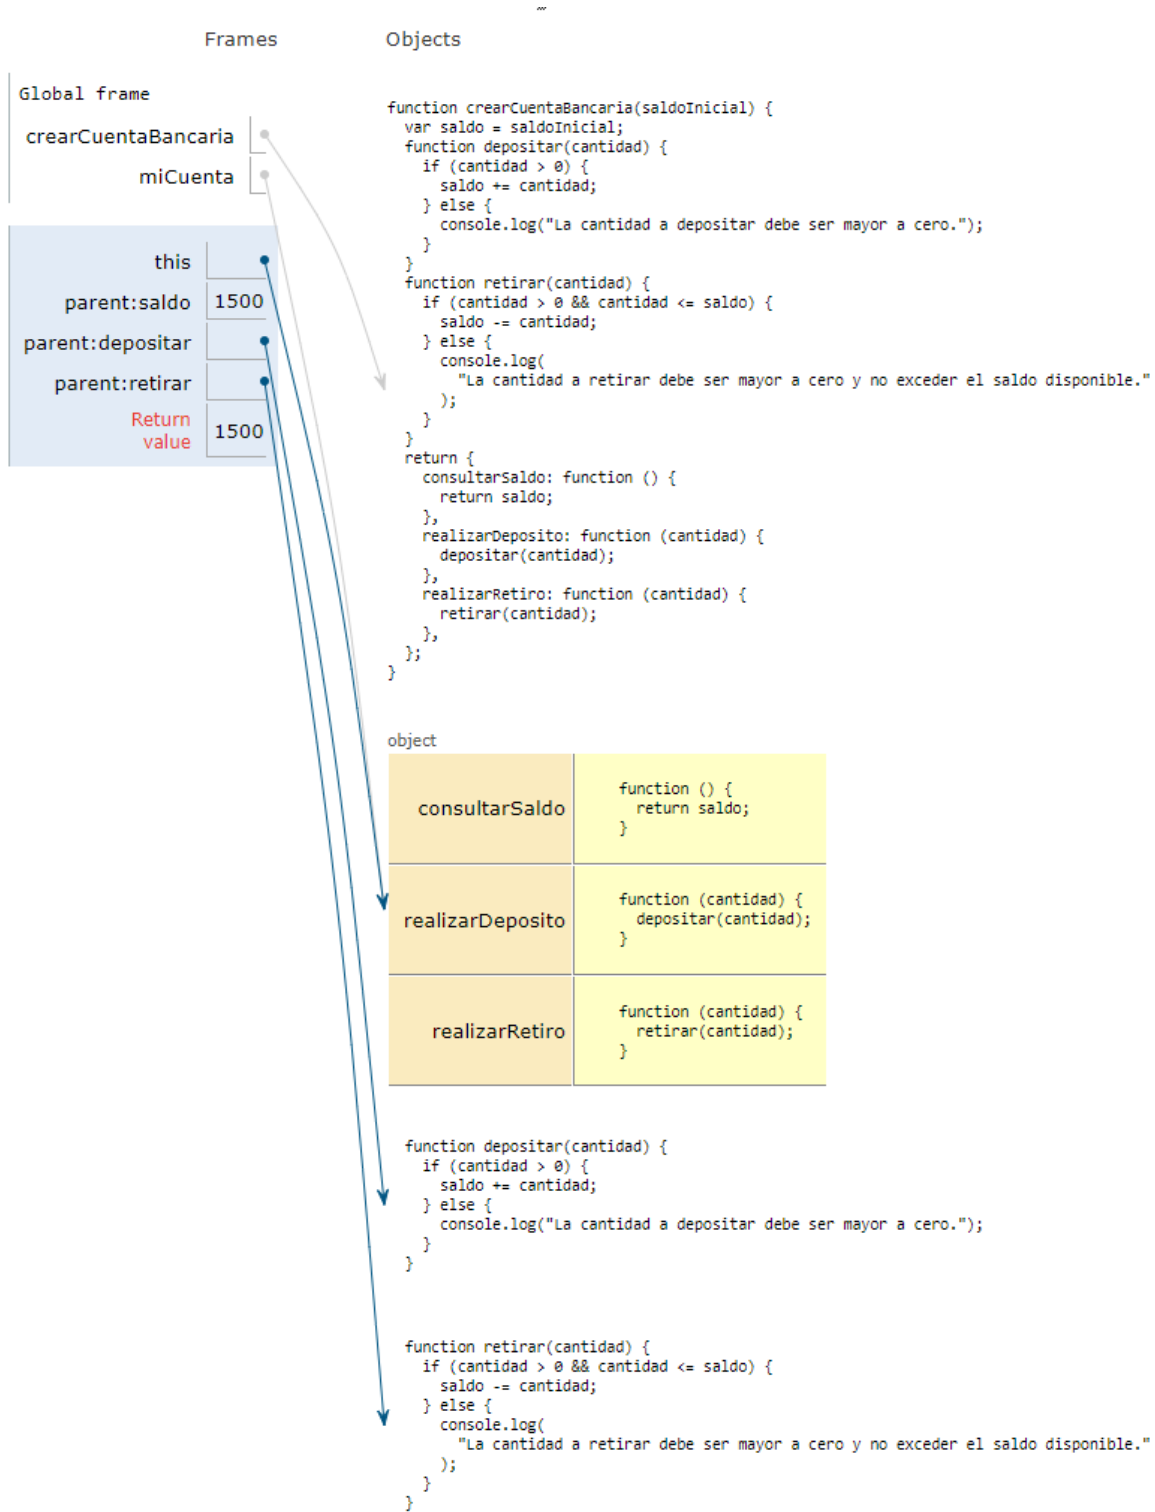 Frames Objects
Global frame
crearCuentaBancaria
miCuenta
this
parent:saldo 1500
parent:depositar
parent:retirar
Return
value 1500
function crearCuentaBancaria(saldoInicial) {
  var saldo = saldoInicial;
  function depositar(cantidad) {
    if (cantidad > 0) {
      saldo += cantidad;
    } else {
      console.log("La cantidad a depositar debe ser mayor a cero.");
    }
  }
  function retirar(cantidad) {
    if (cantidad > 0 && cantidad <= saldo) {
      saldo -= cantidad;
    } else {
      console.log(
        "La cantidad a retirar debe ser mayor a cero y no exceder el saldo disponible."
      );
    }
  }
  return {
    consultarSaldo: function () {
      return saldo;
    },
    realizarDeposito: function (cantidad) {
      depositar(cantidad);
    },
    realizarRetiro: function (cantidad) {
      retirar(cantidad);
    },
  };
}
object
consultarSaldo
function () {
  return saldo;
}
realizarDeposito
function (cantidad) {
  depositar(cantidad);
}
realizarRetiro
function (cantidad) {
  retirar(cantidad);
}
function depositar(cantidad) {
  if (cantidad > 0) {
    saldo += cantidad;
  } else {
    console.log("La cantidad a depositar debe ser mayor a cero.");
  }
}
function retirar(cantidad) {
  if (cantidad > 0 && cantidad <= saldo) {
    saldo -= cantidad;
  } else {
    console.log(
      "La cantidad a retirar debe ser mayor a cero y no exceder el saldo disponible."
    );
  }
}